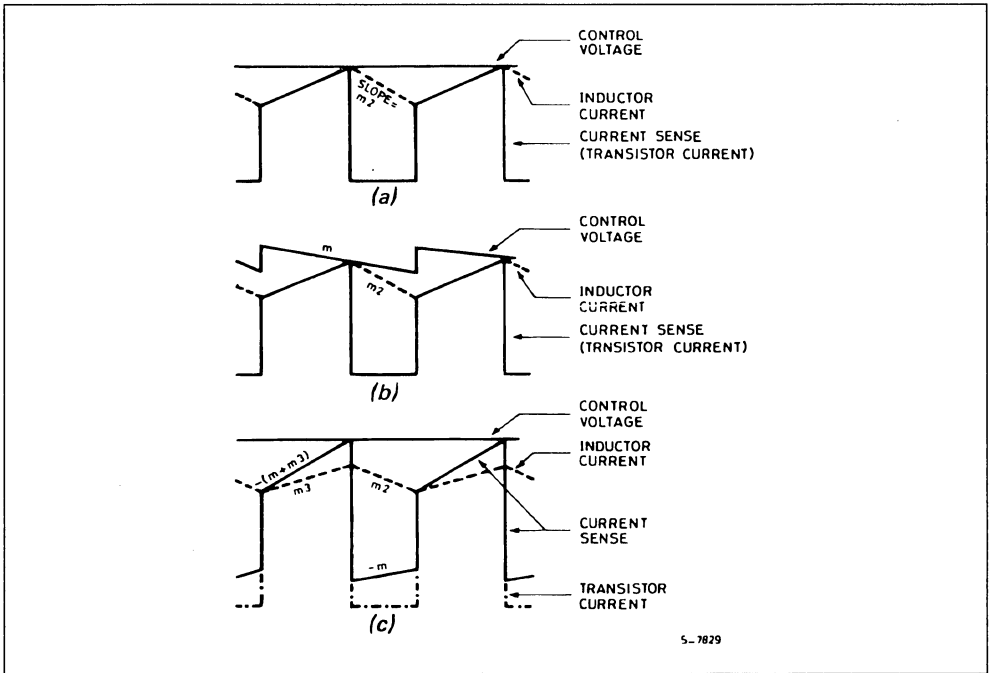 CONTROL
VOLTAGE
SLOPE=
m2
INDUCTOR
CURRENT
CURRENT SENSE
(TRANSISTOR CURRENT)
(a)
CONTROL
VOLTAGE
m
m2
INDUCTOR
CURRENT
CURRENT SENSE
(TRNSISTOR CURRENT)
(b)
CONTROL
VOLTAGE
-(m+m3)
m3
m2
INDUCTOR
CURRENT
CURRENT
SENSE
-m
TRANSISTOR
CURRENT
(c)
S-7829